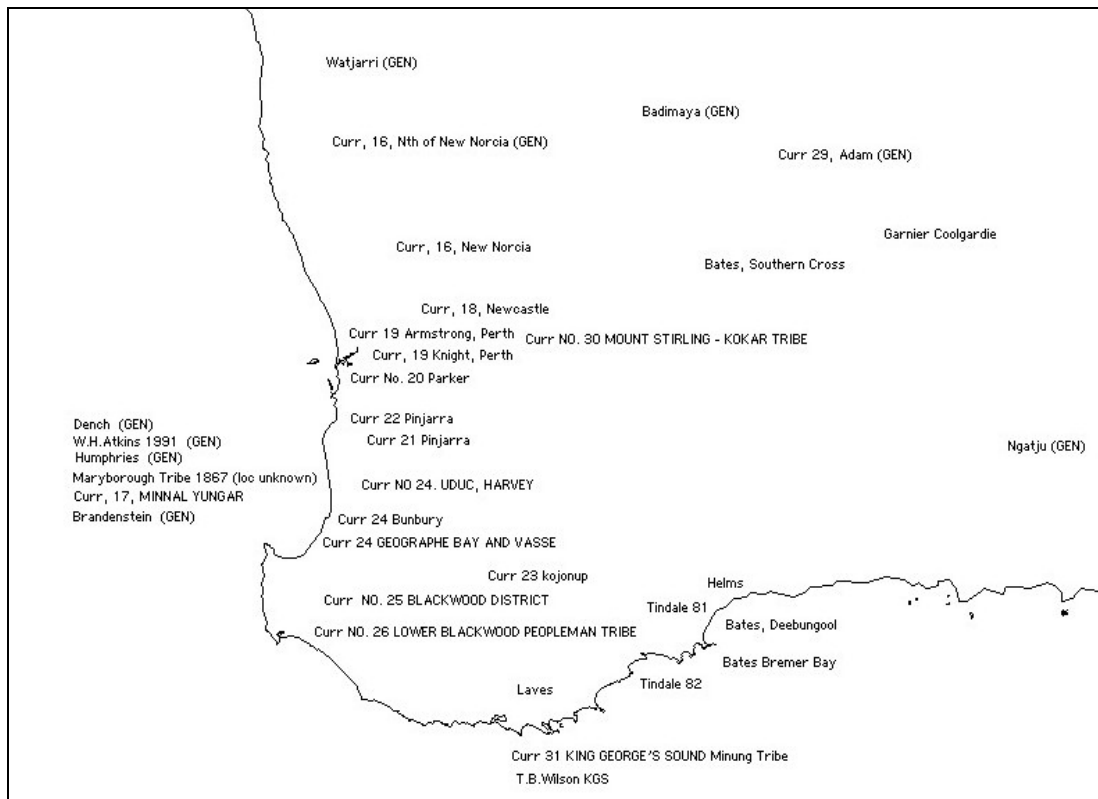 Watjarri (GEN)
Badimaya (GEN)
Curr, 16, Nth of New Norcia (GEN)
Curr 29, Adam (GEN)
Garnier Coolgardie
Curr, 16, New Norcia
Bates, Southern Cross
Curr, 18, Newcastle
Curr 19 Armstrong, Perth
Curr NO. 30 MOUNT STIRLING - KOKAR TRIBE
Curr, 19 Knight, Perth
Curr No. 20 Parker
Curr 22 Pinjarra
Dench (GEN)
W.H.Atkins 1991 (GEN)
Curr 21 Pinjarra
Ngatju (GEN)
Humphries (GEN)
Maryborough Tribe 1867 (loc unknown)
Curr NO 24. UDUC, HARVEY
Curr, 17, MINNAL YUNGAR
Brandenstein (GEN)
Curr 24 Bunbury
Curr 24 GEOGRAPHE BAY AND VASSE
Curr 23 kojonup
Helms
Curr NO. 25 BLACKWOOD DISTRICT
Tindale 81
Bates, Deebungool
Curr NO. 26 LOWER BLACKWOOD PEOPLEMAN TRIBE
Bates Bremer Bay
Tindale 82
Laves
Curr 31 KING GEORGE'S SOUND Minung Tribe
T.B.Wilson KGS